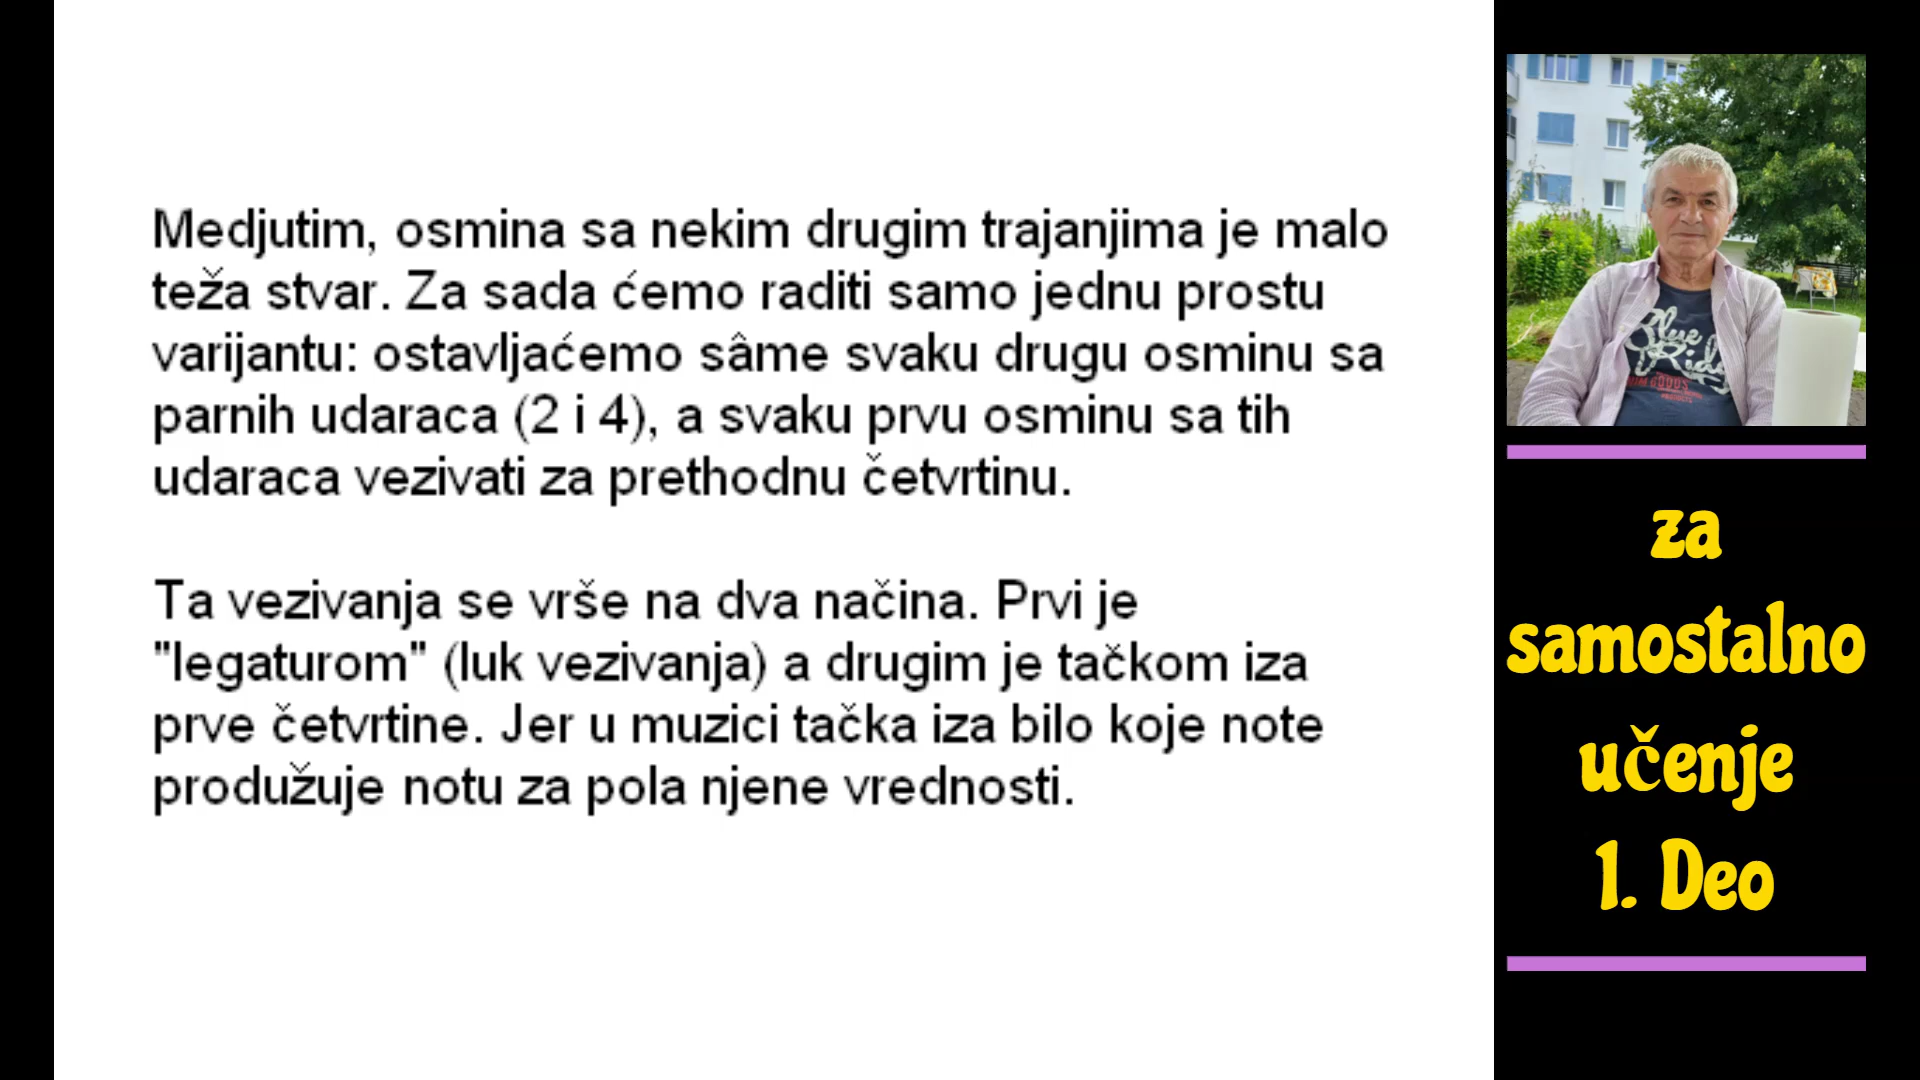 Medjutim, osmina sa nekim drugim trajanjima je malo
teža stvar. Za sada ćemo raditi samo jednu prostu
varijantu: ostavljaćemo sâme svaku drugu osminu sa
parnih udaraca (2 i 4), a svaku prvu osminu sa tih
udaraca vezivati za prethodnu četvrtinu.
Ta vezivanja se vrše na dva načina. Prvi je
"legaturom" (luk vezivanja) a drugim je tačkom iza
prve četvrtine. Jer u muzici tačka iza bilo koje note
produžuje notu za pola njene vrednosti.
Blue
za
samostalno
učenje
1. Deo